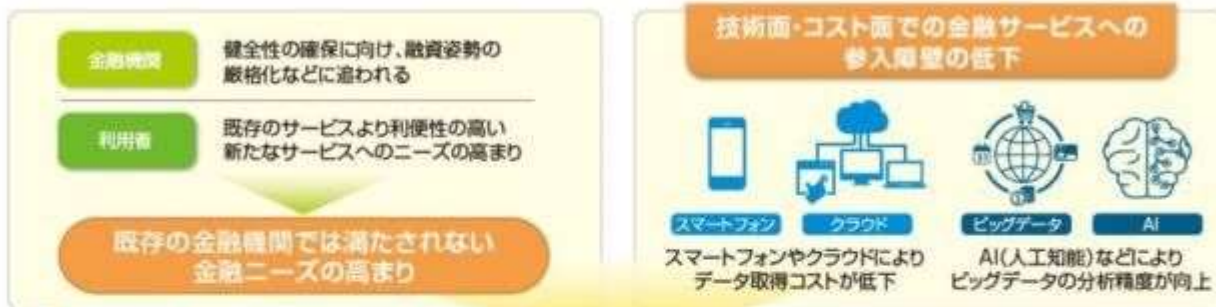 金融機関
健全性の確保に向け、融資姿勢の
厳格化などに追われる
利用者
既存のサービスより利便性の高い
新たなサービスへのニーズの高まり
既存の金融機関では満たされない
金融ニーズの高まり
技術面・コスト面での金融サービスへの
参入障壁の低下
スマートフォン
クラウド
ビッグデータ
AI
スマートフォンやクラウドにより
データ取得コストが低下
AI(人工知能)などにより
ビッグデータの分析精度が向上